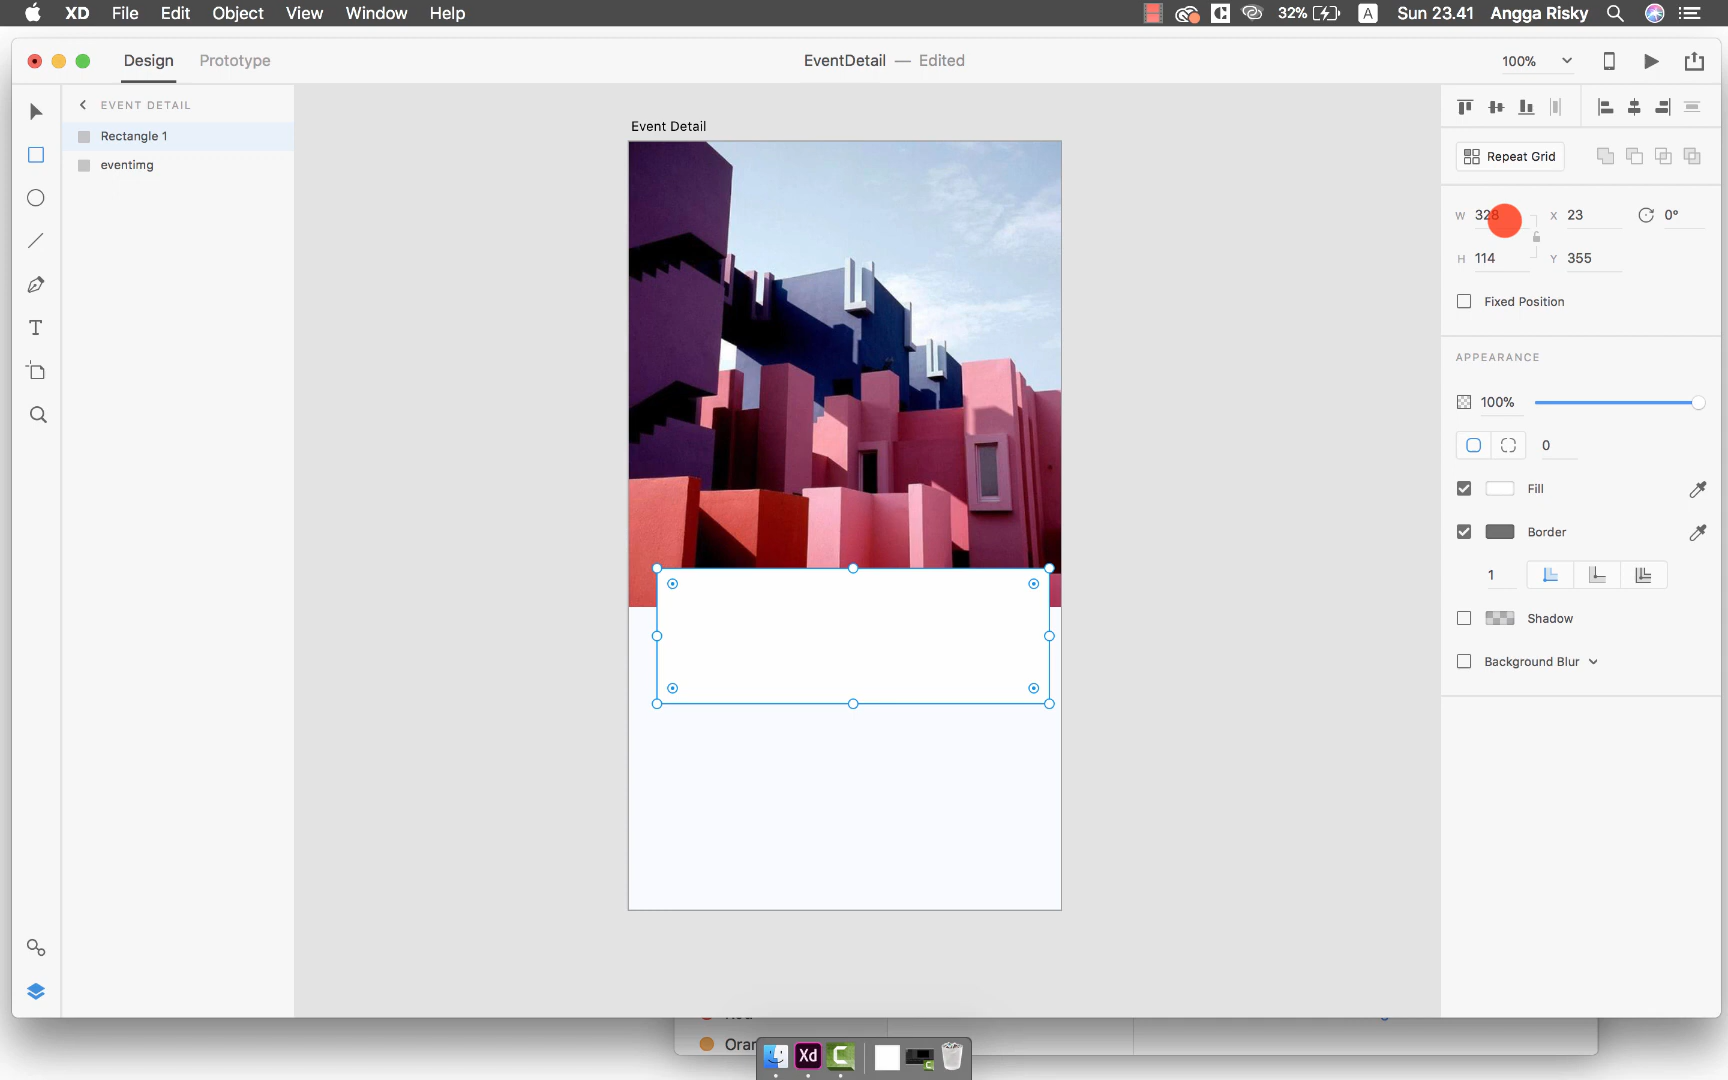 XD File Edit Object View Window Help 32% A Sun 23.41 Angga Risky
Design Prototype EventDetail — Edited 100%
EVENT DETAIL
Rectangle 1
eventimg
Event Detail
Repeat Grid
W 328 X 23 0°
H 114 Y 355
Fixed Position
APPEARANCE
100%
0
Fill
Border
1
Shadow
Background Blur
T
Xd